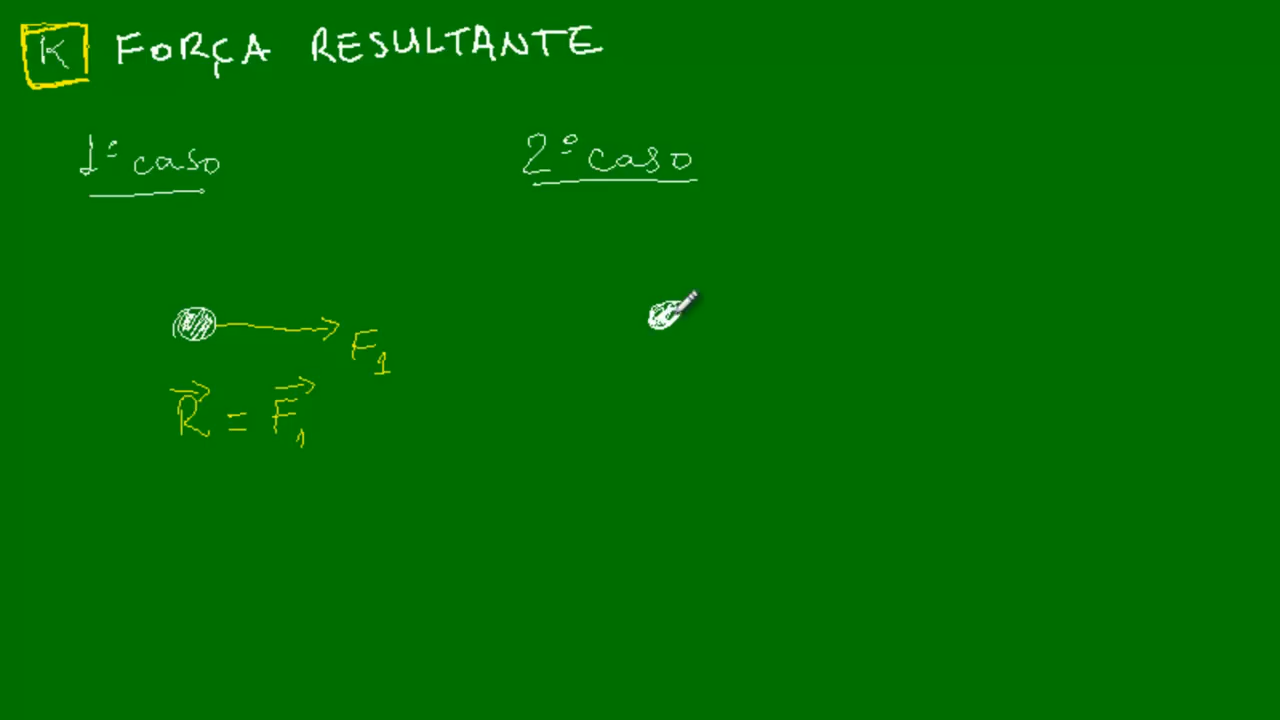 K FORÇA RESULTANTE
1º caso
2º caso
F1
R = F1